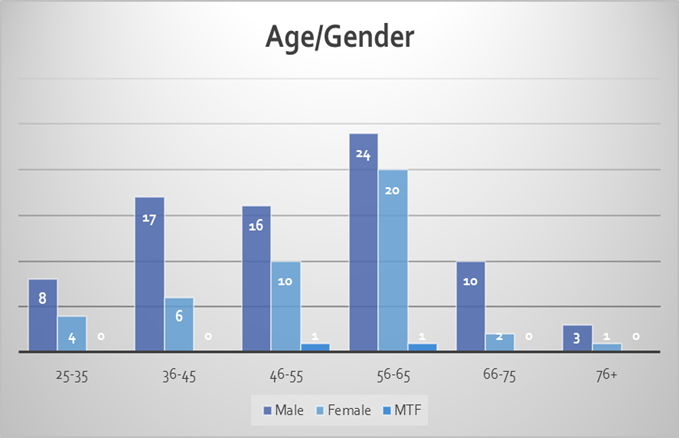 Age/Gender
8 4 0 17 6 0 16 10 1 24 20 1 10 2 0 3 1 0
25-35 36-45 46-55 56-65 66-75 76+
Male Female MTF